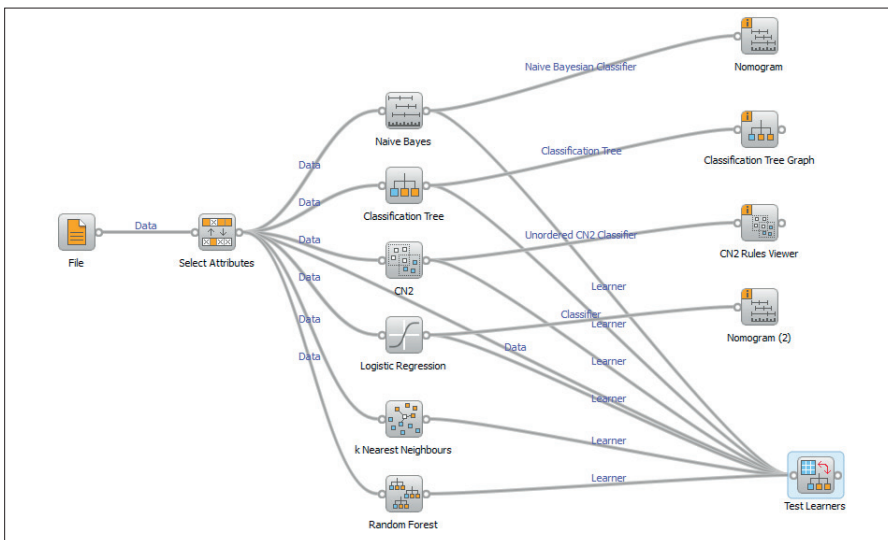 Nomogram
Naive Bayesian Classifier
Naive Bayes
Classification Tree
Classification Tree Graph
Data
Data
Classification Tree
Data
Data
File
Select Attributes
Data
CN2
Unordered CN2 Classifier
CN2 Rules Viewer
Data
Learner
Classifier
Data
Learner
Nomogram (2)
Logistic Regression
Data
Learner
Learner
k Nearest Neighbours
Learner
Learner
Random Forest
Test Learners